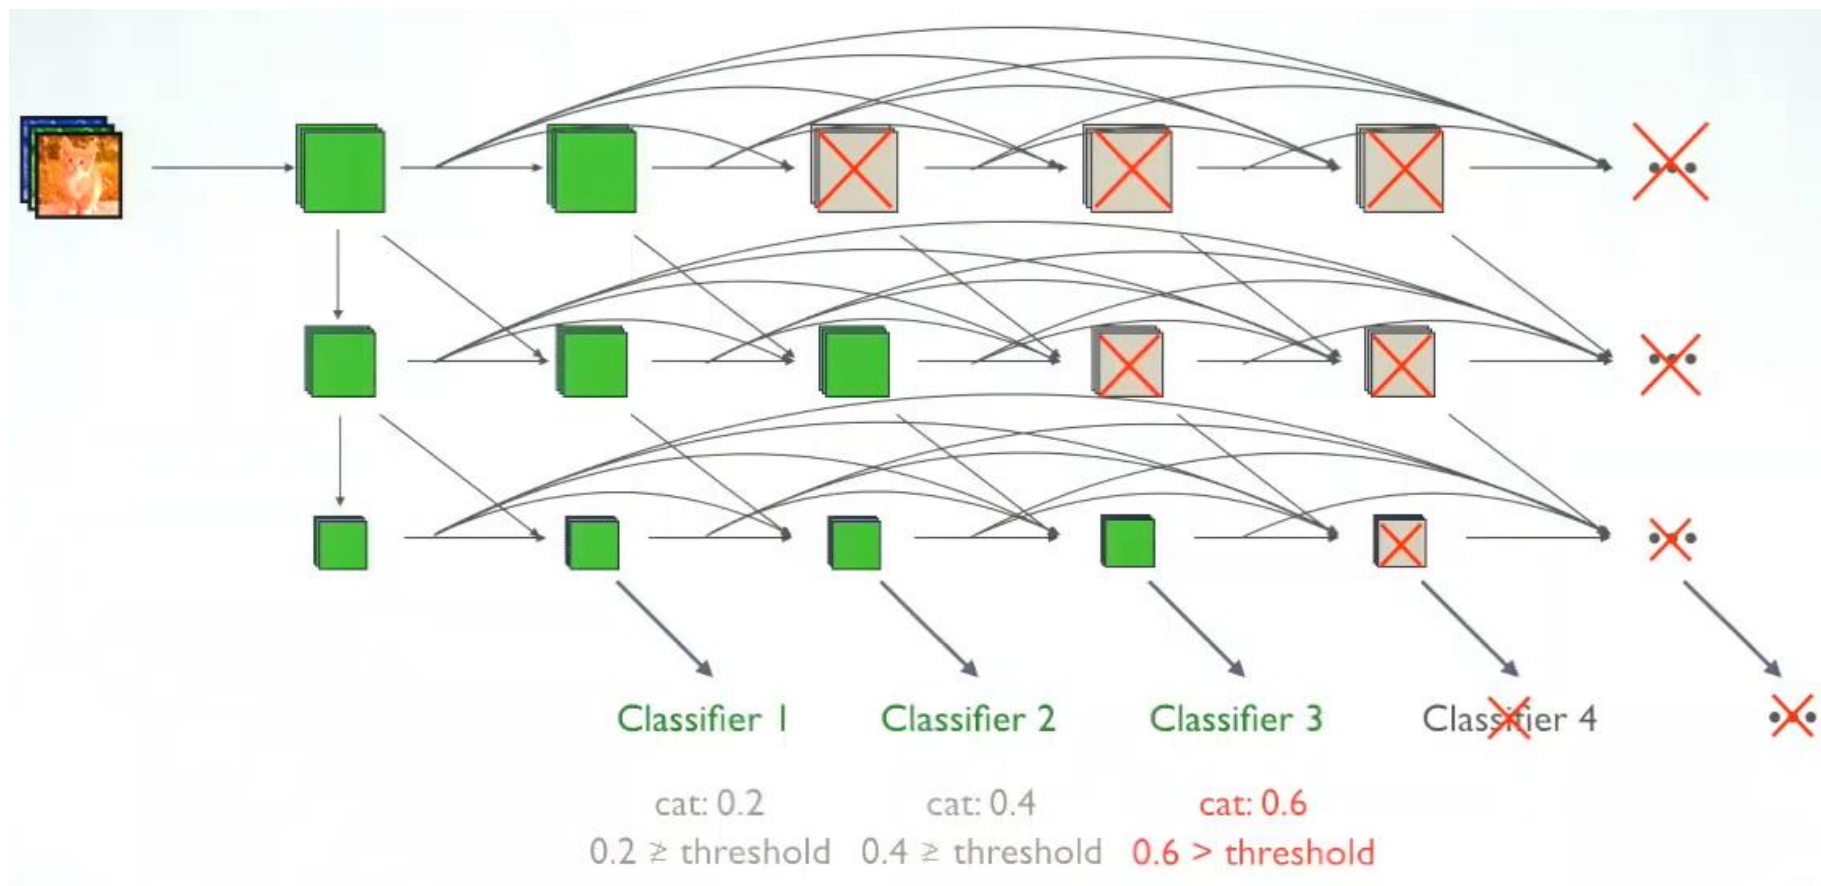 Classifier 1 Classifier 2 Classifier 3 Classifier 4
cat: 0.2 cat: 0.4 cat: 0.6
0.2 ≱ threshold 0.4 ≱ threshold 0.6 > threshold